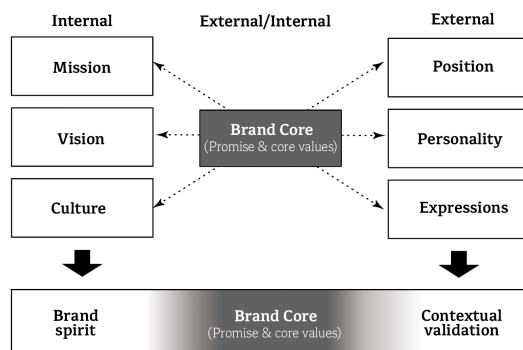 Internal
External/Internal
External
Mission
Position
Vision
Brand Core
(Promise & core values)
Personality
Culture
Expressions
Brand
spirit
Brand Core
(Promise & core values)
Contextual
validation